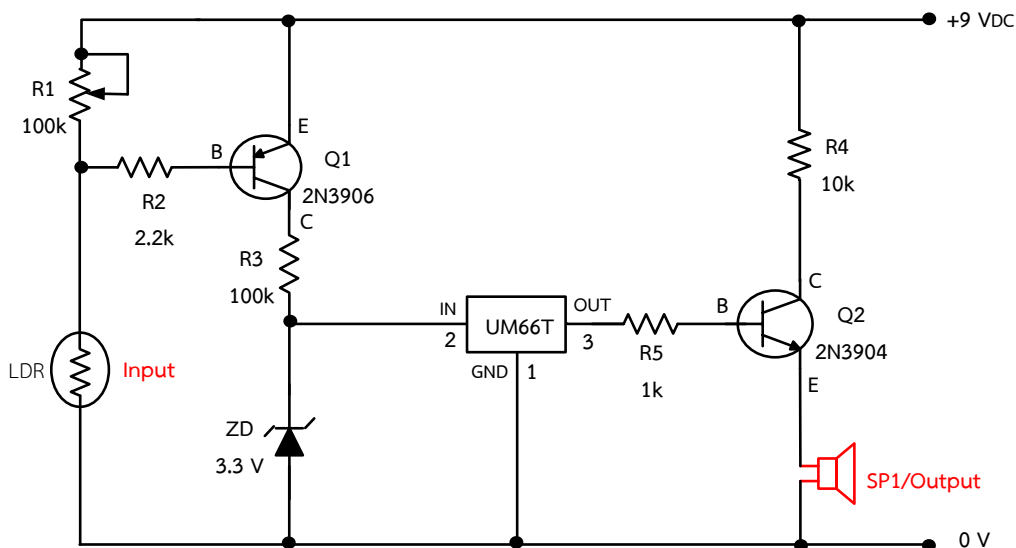 +9 VDC
R1
100k
B
E
Q1
2N3906
C
R2
2.2k
R3
100k
R4
10k
IN
2
UM66T
OUT
3
GND
1
R5
1k
B
C
Q2
2N3904
E
LDR
Input
ZD
3.3 V
SP1/Output
0 V